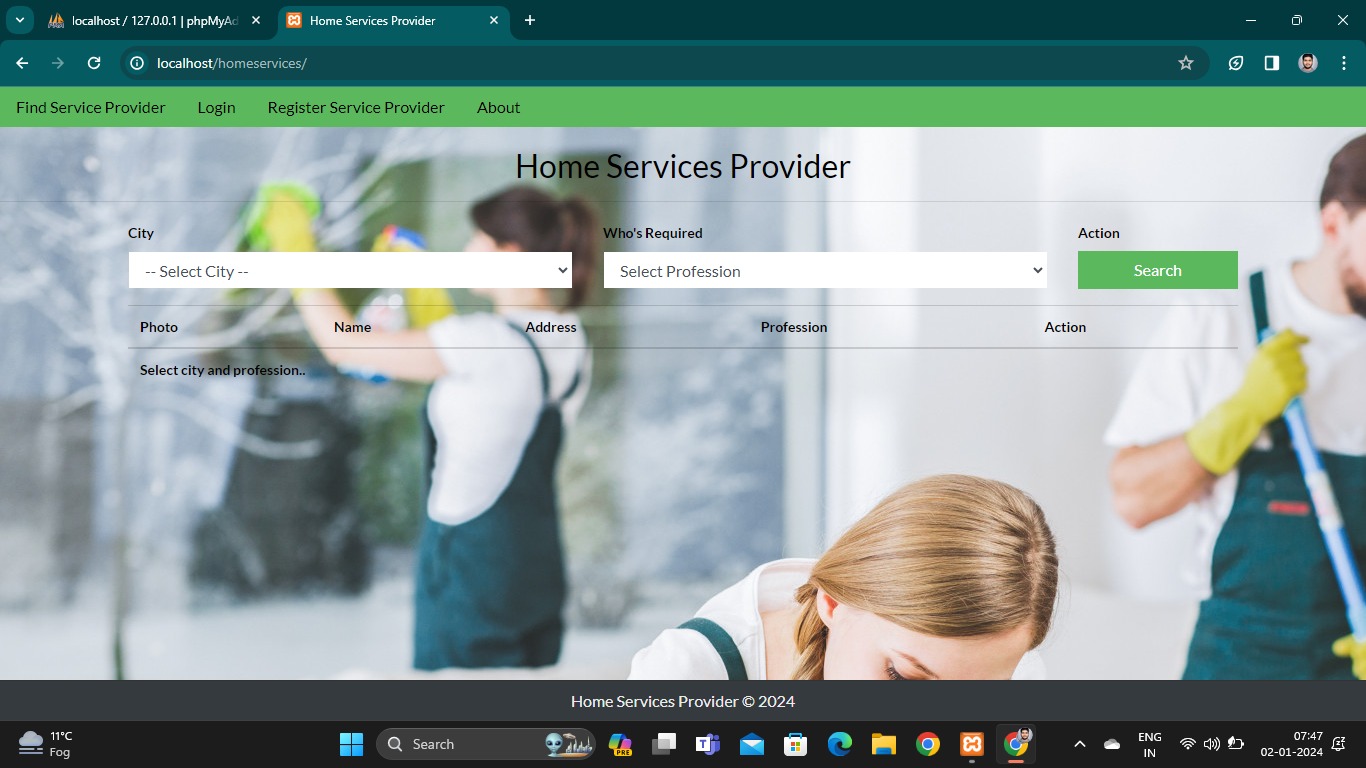 localhost / 127.0.0.1 | phpMyAd
Home Services Provider
localhost/homeservices/
Find Service Provider Login Register Service Provider About
Home Services Provider
City Who's Required Action
-- Select City -- Select Profession Search
Photo Name Address Profession Action
Select city and profession..
Home Services Provider © 2024
11°C
Fog
Search
PRE
ENG
IN
07:47
02-01-2024